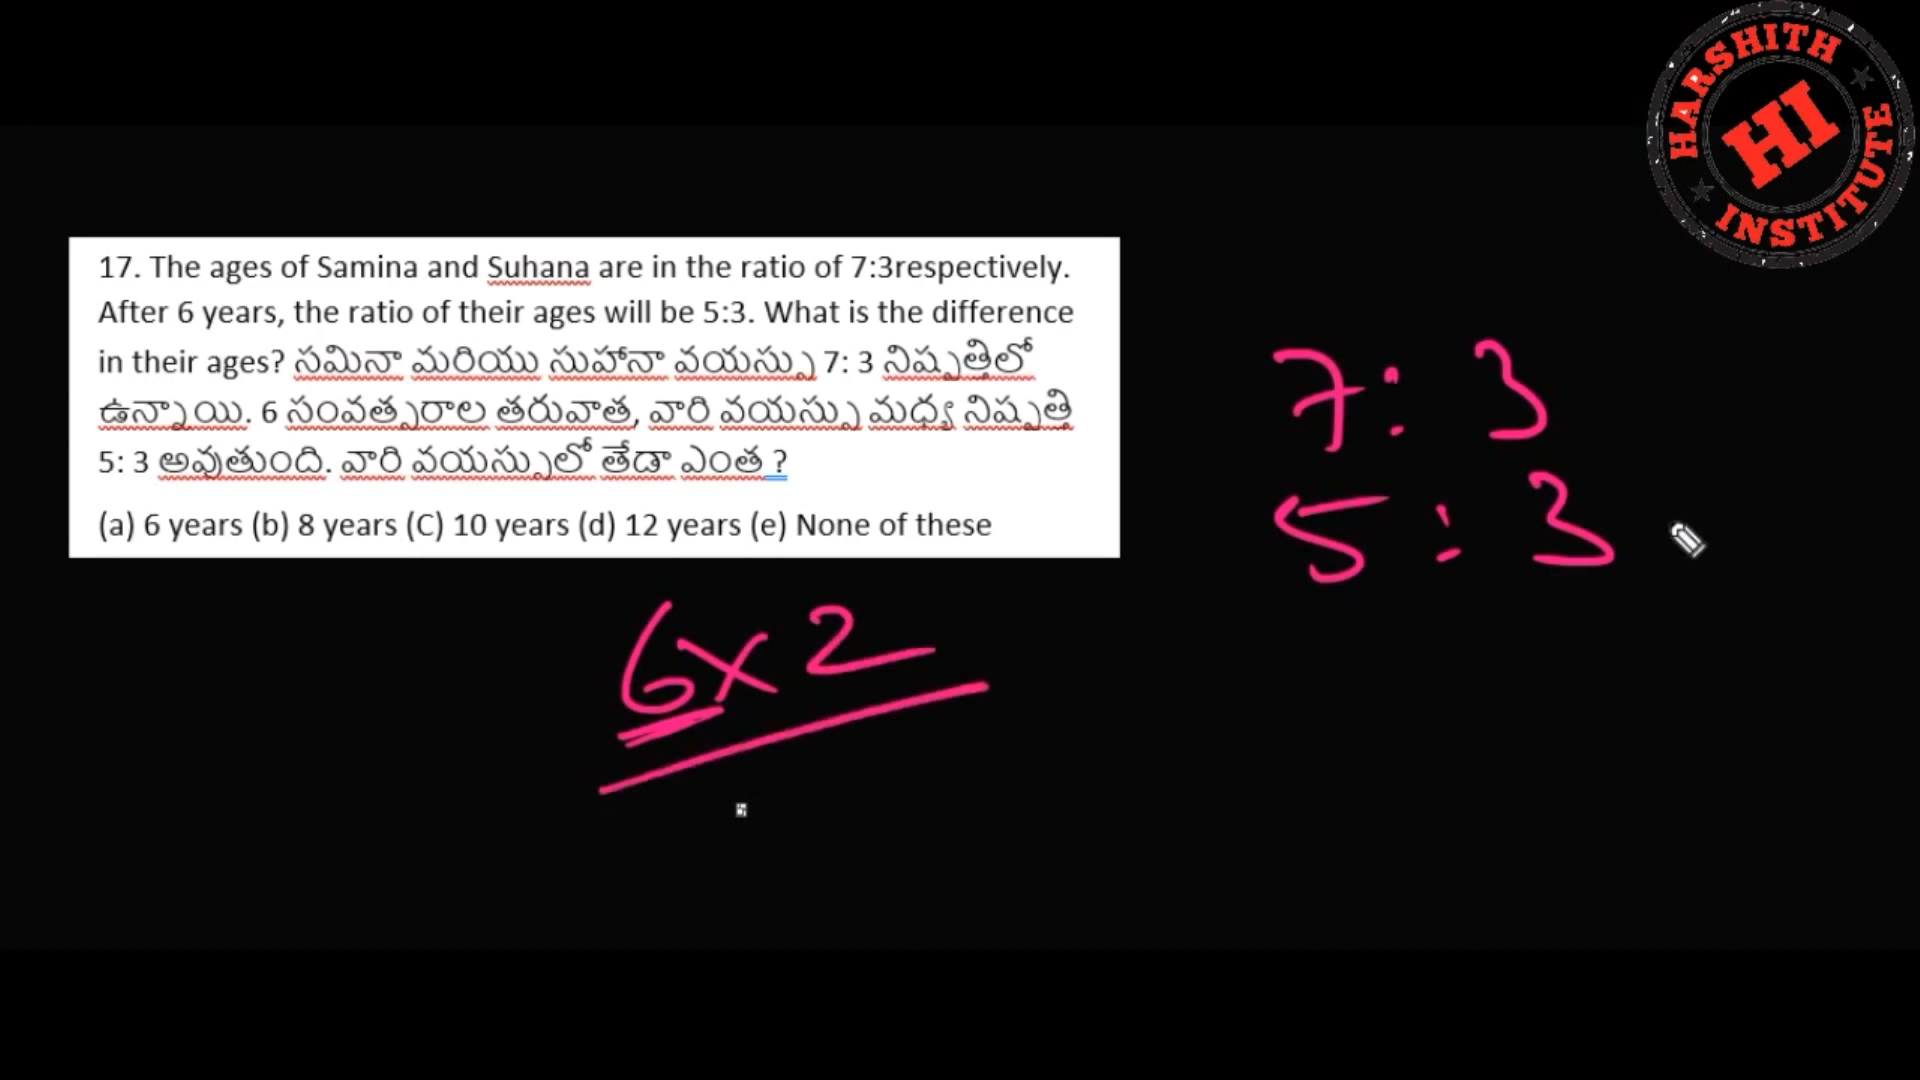 HARSHITH
HI
INSTITUTE
17. The ages of Samina and Suhana are in the ratio of 7:3respectively.
After 6 years, the ratio of their ages will be 5:3. What is the difference
in their ages? సమినా మరియు సుహానా వయస్సు 7: 3 నిష్పత్తిలో
ఉన్నాయి. 6 సంవత్సరాల తరువాత, వారి వయస్సు మధ్య నిష్పత్తి
5: 3 అవుతుంది. వారి వయస్సులో తేడా ఎంత ?
(a) 6 years (b) 8 years (C) 10 years (d) 12 years (e) None of these
7: 3
5: 3
6x2